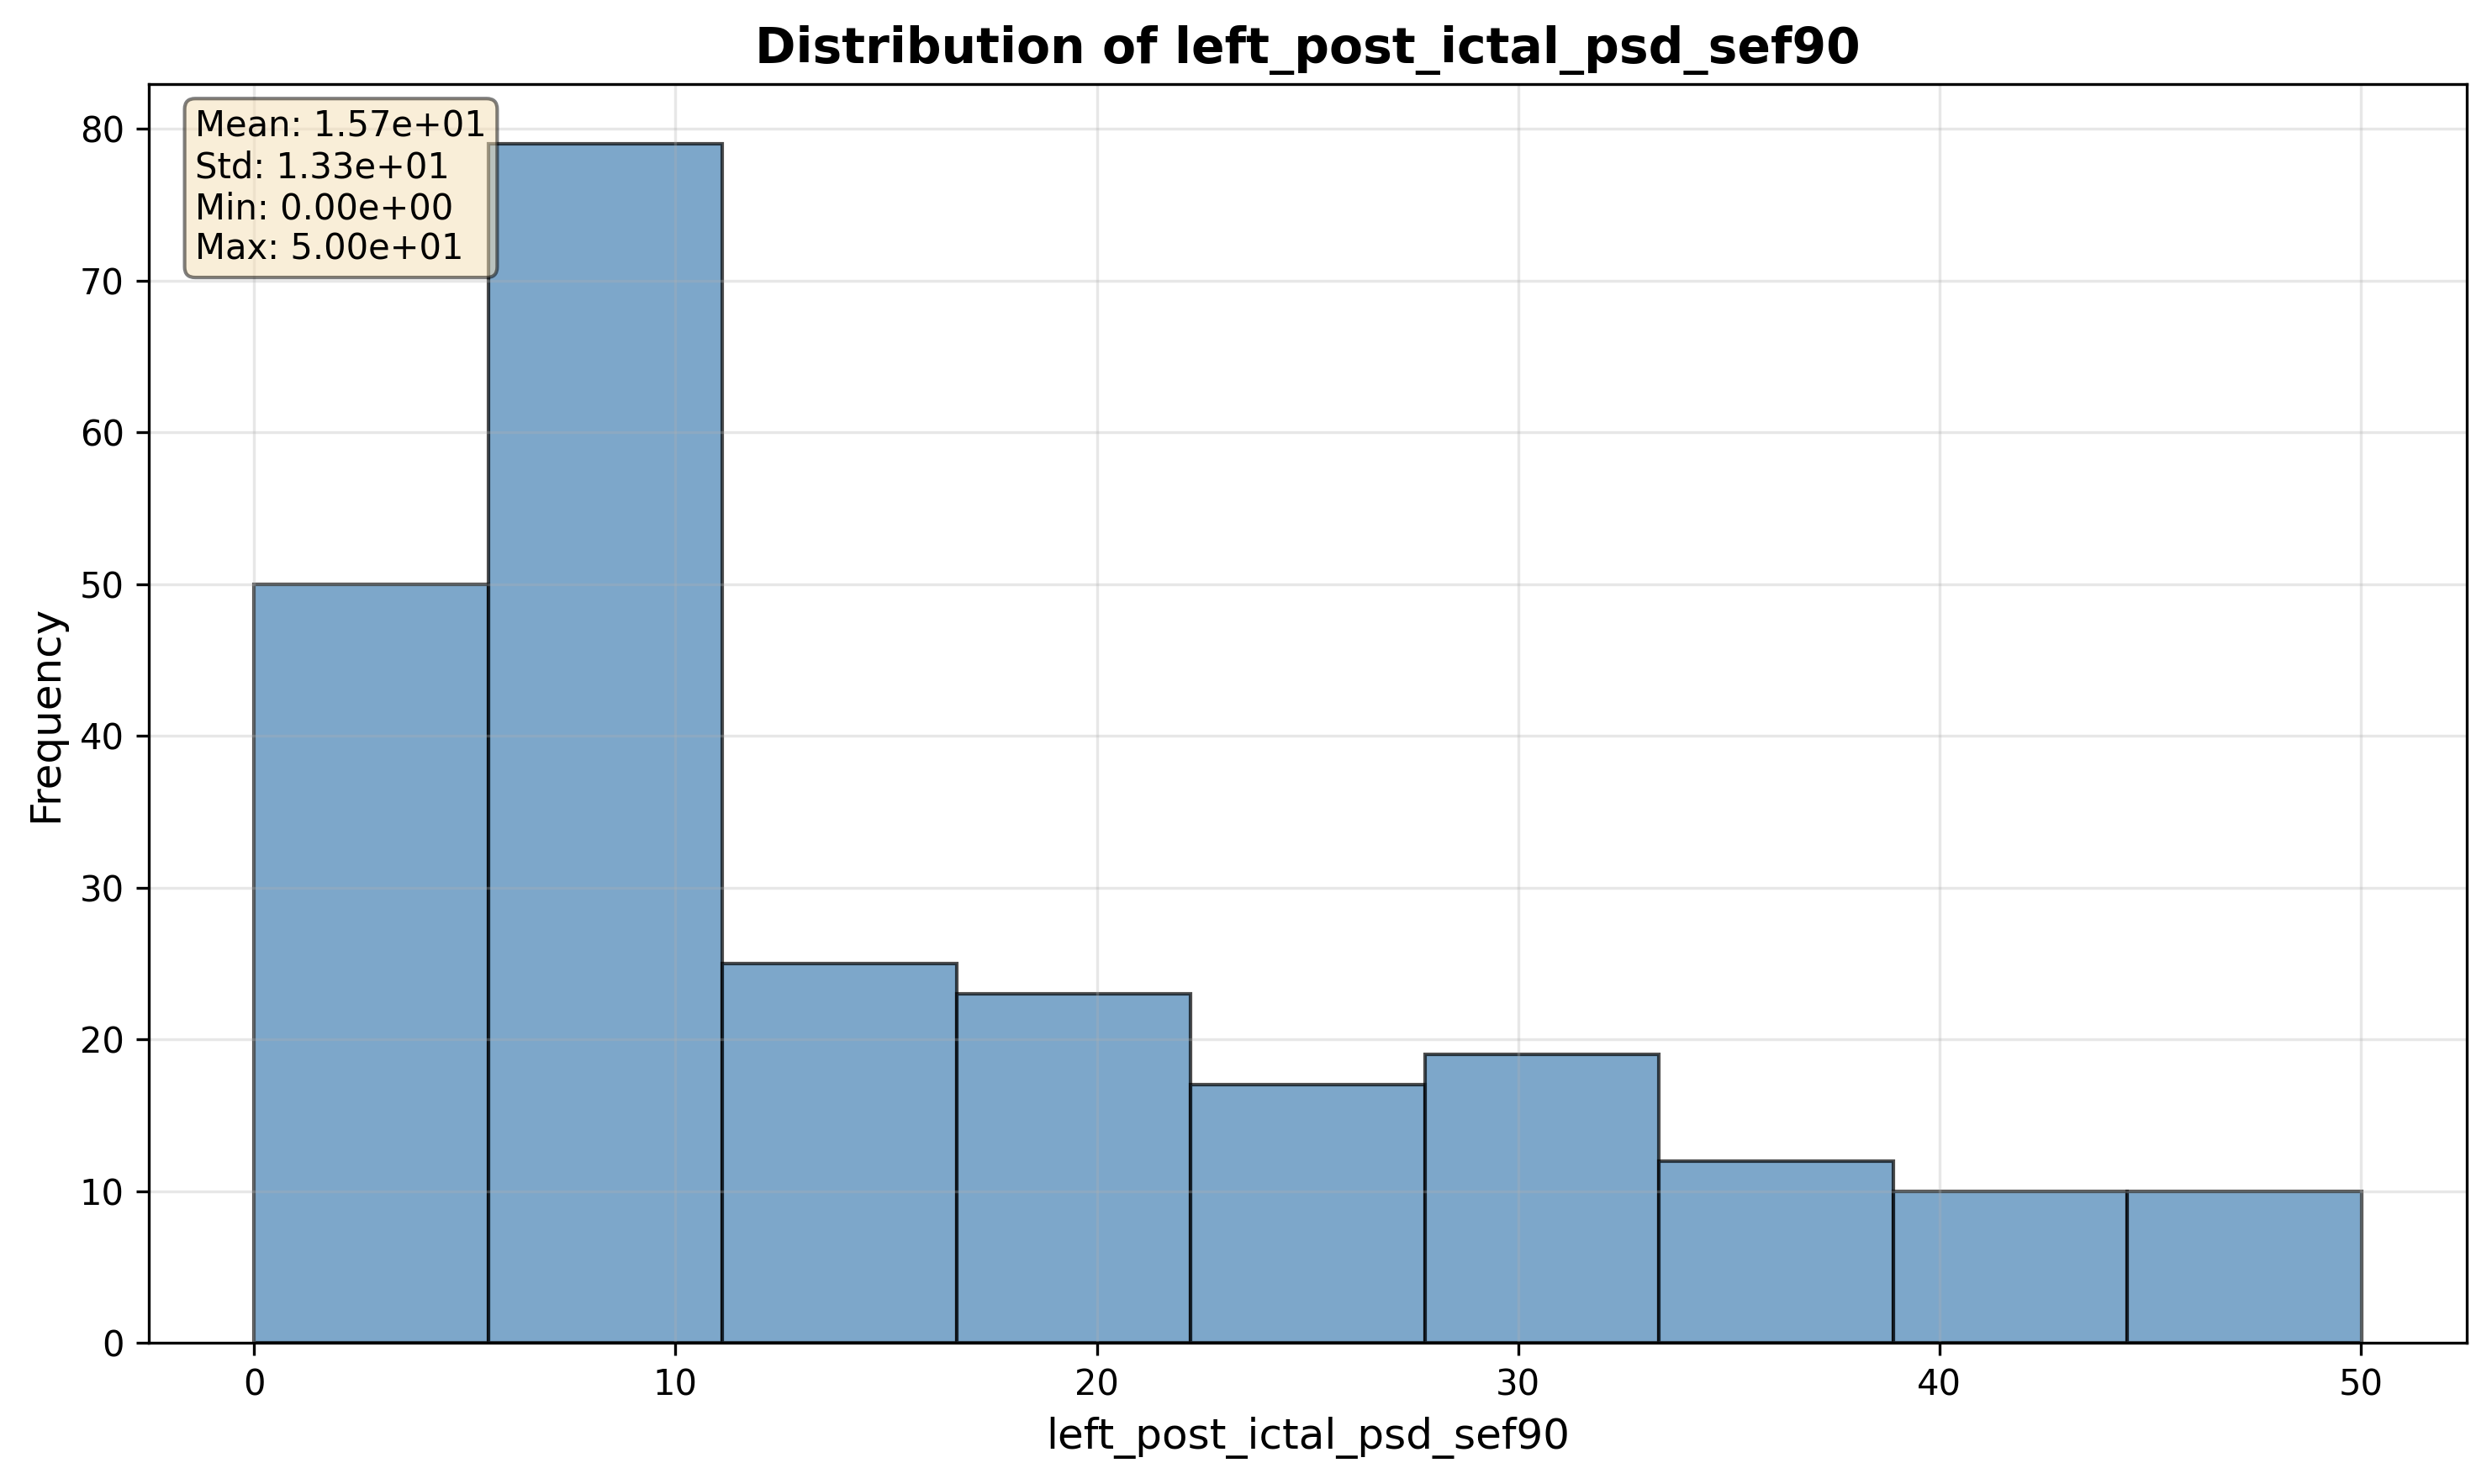 Distribution of left_post_ictal_psd_sef90
Mean: 1.57e+01
Std: 1.33e+01
Min: 0.00e+00
Max: 5.00e+01
80
70
60
50
40
30
20
10
0
Frequency
0 10 20 30 40 50
left_post_ictal_psd_sef90